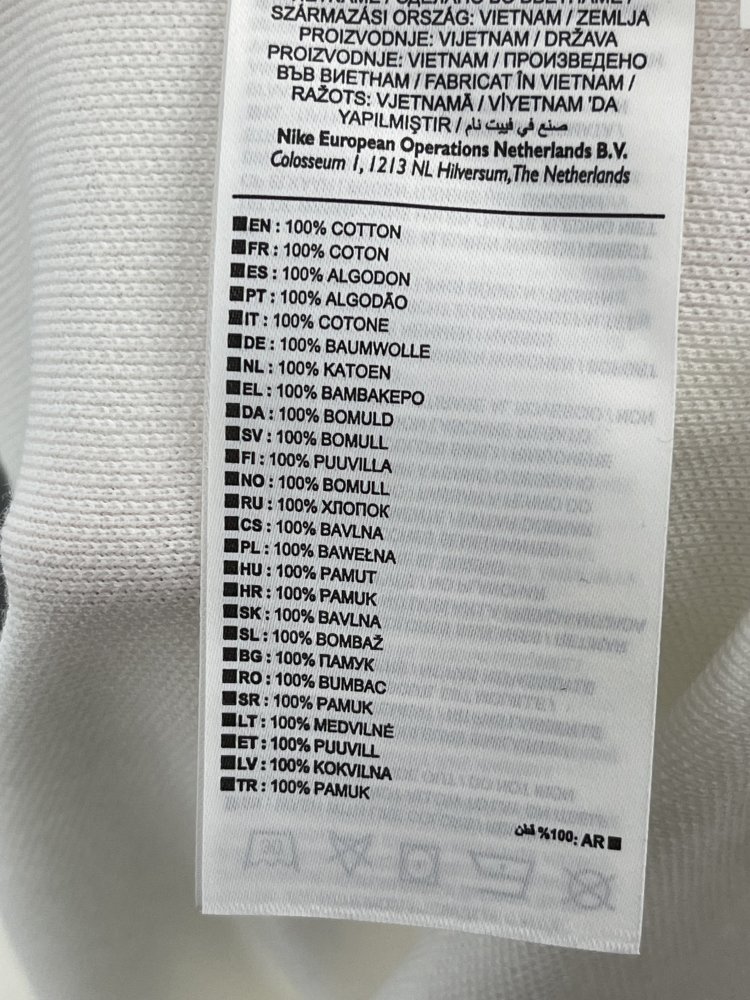 SZÁRMAZÁSI ORSZÁG: VIETNAM / ZEMLJA
PROIZVODNJE: VIJETNAM / DRŽAVA
PROIZVODNJE: VIETNAM / ПРОИЗВЕДЕНО
ВЪВ ВИЕТНАМ / FABRICAT ÎN VIETNAM /
RAŽOTS: VJETNAMĀ / VİYETNAM 'DA
YAPILMIŞTIR / صنع في فييت نام
Nike European Operations Netherlands B.V.
Colosseum 1, 1213 NL Hilversum, The Netherlands
EN : 100% COTTON
FR : 100% COTON
ES : 100% ALGODON
PT : 100% ALGODÃO
IT : 100% COTONE
DE : 100% BAUMWOLLE
NL : 100% KATOEN
EL : 100% ΒΑΜΒΑΚΕΡΟ
DA : 100% BOMULD
SV : 100% BOMULL
FI : 100% PUUVILLA
NO : 100% BOMULL
RU : 100% ХЛОПОК
CS : 100% BAVLNA
PL : 100% BAWEŁNA
HU : 100% PAMUT
HR : 100% PAMUK
SK : 100% BAVLNA
SL : 100% BOMBAŽ
BG : 100% ПАМУК
RO : 100% BUMBAC
SR : 100% PAMUK
LT : 100% MEDVILNĖ
ET : 100% PUUVILL
LV : 100% KOKVILNA
TR : 100% PAMUK
AR :100% قطن